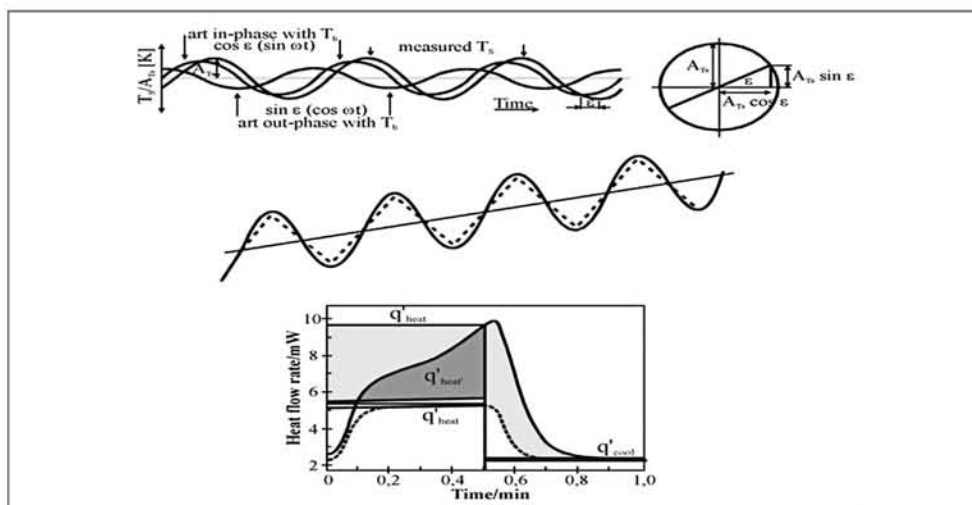 art in-phase with Tb
cos ε (sin ωt)
measured Ts
Ts/ATs [K]
ATs
Time
ε
sin ε (cos ωt)
art out-phase with Tb
ATs
ε
ATs sin ε
ATs cos ε
q'heat
10
8
6
4
2
Heat flow rate/mW
q'heat'
q'heat
q'cool
0 0,2 0,4 0,6 0,8 1,0
Time/min